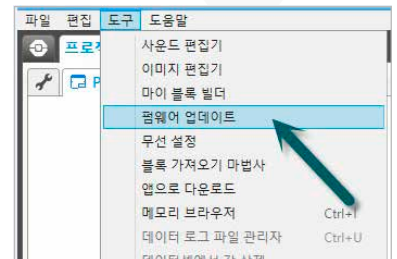 파일 편집 도구 도움말
사운드 편집기
이미지 편집기
마이 블록 빌더
펌웨어 업데이트
무선 설정
블록 가져오기 마법사
앱으로 다운로드
메모리 브라우저 Ctrl+I
데이터 로그 파일 관리자 Ctrl+U